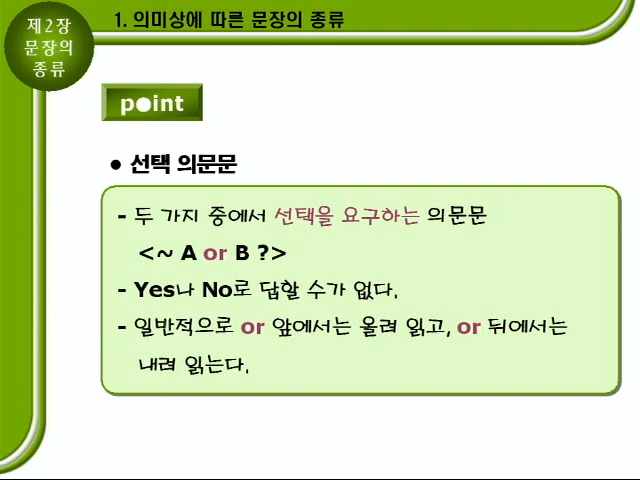 제2장
문장의
종류
1. 의미상에 따른 문장의 종류
point
● 선택 의문문
- 두 가지 중에서 선택을 요구하는 의문문
<~ A or B ?>
- Yes나 No로 답할 수가 없다.
- 일반적으로 or 앞에서는 올려 읽고, or 뒤에서는
내려 읽는다.